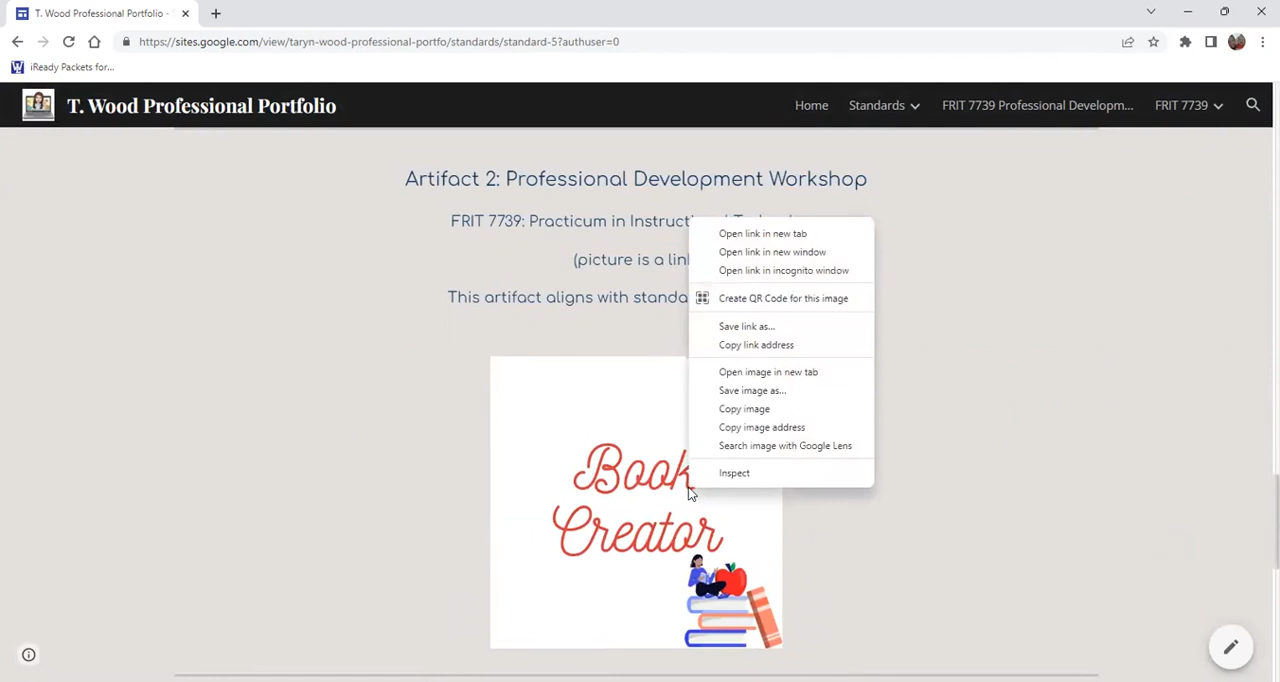 T. Wood Professional Portfolio -
https://sites.google.com/view/taryn-wood-professional-portfo/standards/standard-5?authuser=0
iReady Packets for...
T. Wood Professional Portfolio
Home
Standards
FRIT 7739 Professional Developm...
FRIT 7739
Artifact 2: Professional Development Workshop
FRIT 7739: Practicum in
(picture is a
This artifact aligns with
Open link in new tab
Open link in new window
Open link in incognito window
Create QR Code for this image
Save link as...
Copy link address
Open image in new tab
Save image as...
Copy image
Copy image address
Search image with Google Lens
Inspect
Book
Creator